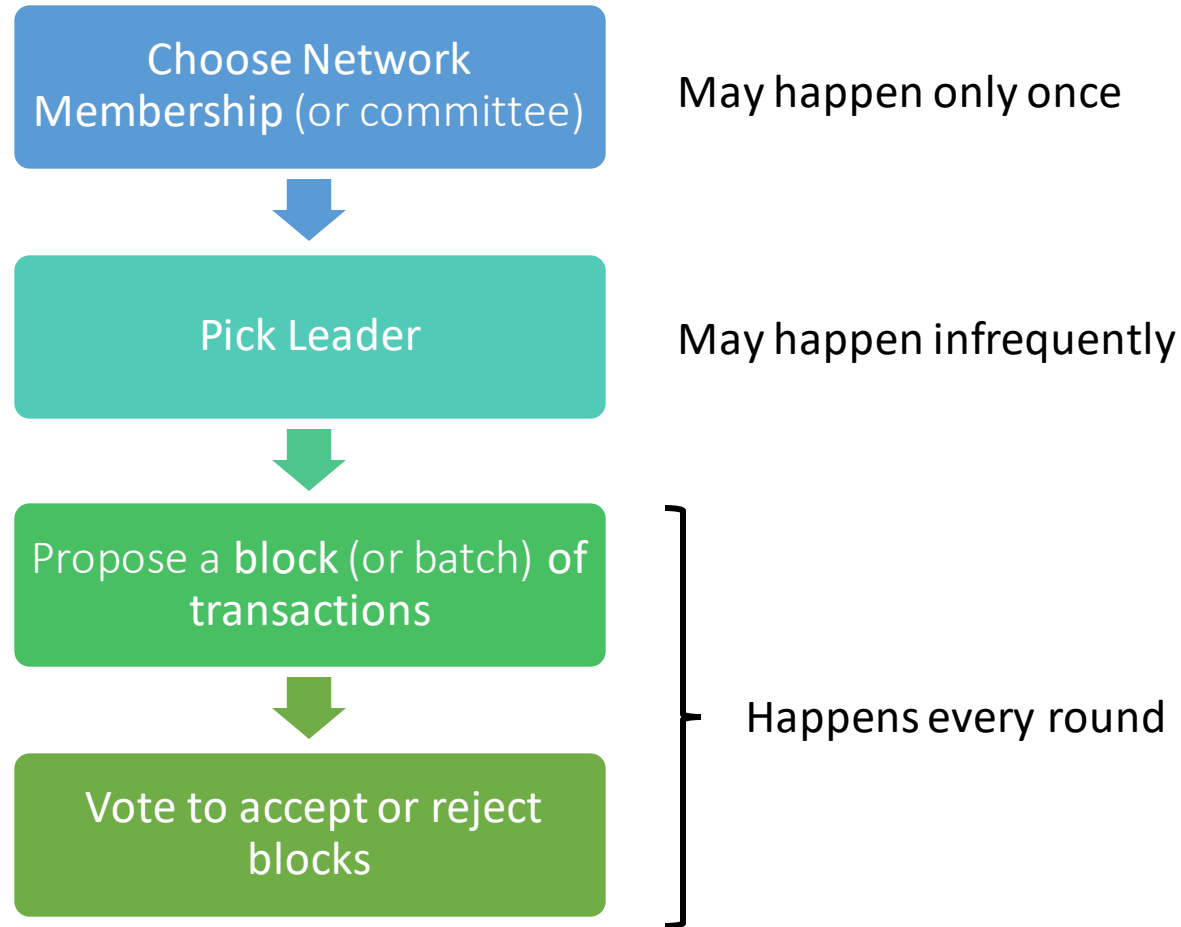 Choose Network
Membership (or committee)
May happen only once
Pick Leader
May happen infrequently
Propose a block (or batch) of
transactions
Happens every round
Vote to accept or reject
blocks